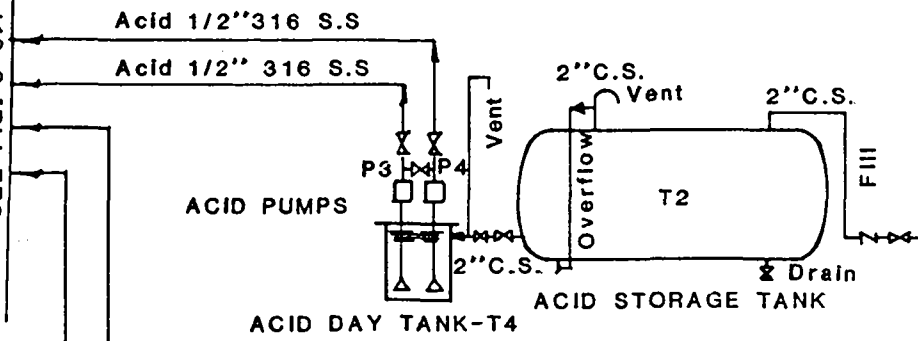 Acid 1/2"316 S.S
Acid 1/2" 316 S.S
2"C.S.
Vent
2"C.S.
Vent
P3
P4
Overflow
T2
Fill
ACID PUMPS
2"C.S.
Drain
ACID STORAGE TANK
ACID DAY TANK-T4